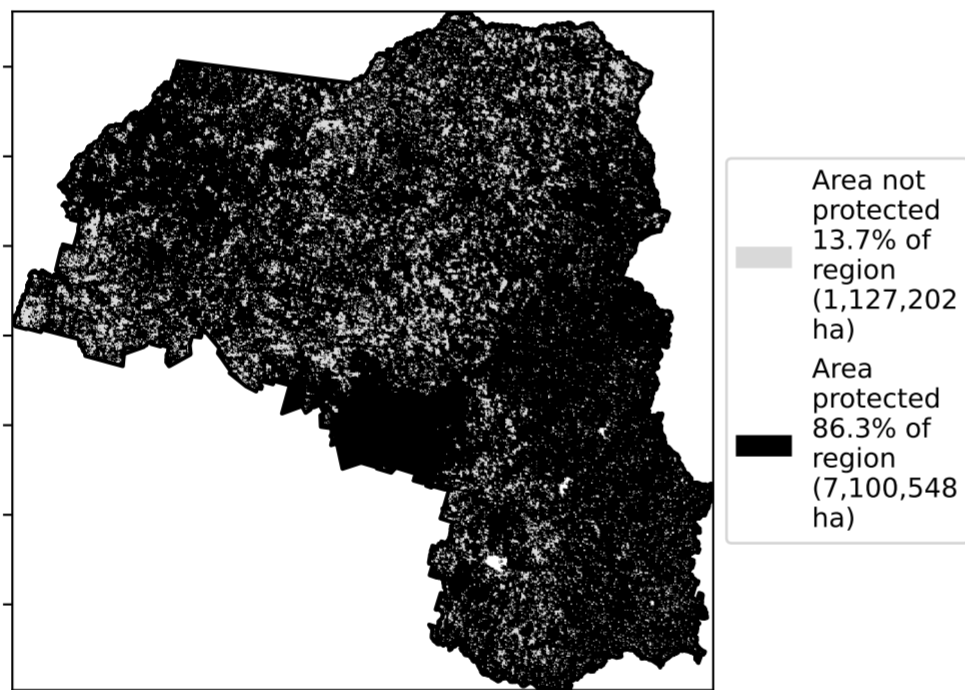 Area not
protected
13.7% of
region
(1,127,202
ha)
Area
protected
86.3% of
region
(7,100,548
ha)